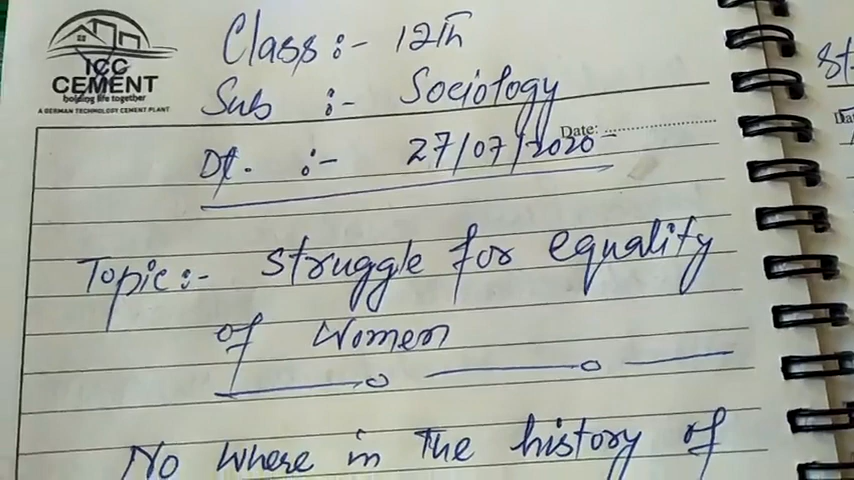 ICC
CEMENT
building life together
A GERMAN TECHNOLOGY CEMENT PLANT
Class :- 12th
Sub :- Sociology
Date:
Dt. :- 27/07/2020
Topic:- Struggle for equality
of Women
No where in the history of